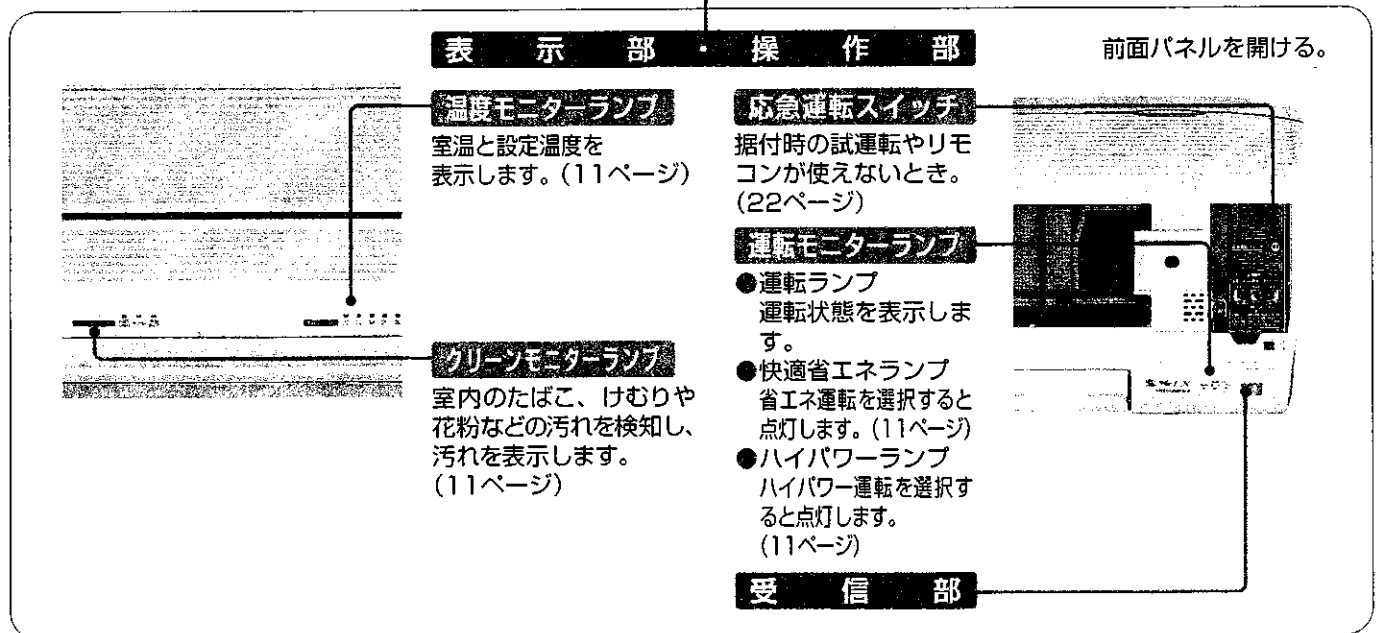 表示部・操作部
前面パネルを開ける。
温度モニターランプ
室温と設定温度を
表示します。(11ページ)
クリーンモニターランプ
室内のたばこ、けむりや
花粉などの汚れを検知し、
汚れを表示します。
(11ページ)
応急運転スイッチ
据付時の試運転やリモ
コンが使えないとき。
(22ページ)
運転モニターランプ
●運転ランプ
運転状態を表示しま
す。
●快適省エネランプ
省エネ運転を選択すると
点灯します。(11ページ)
●ハイパワーランプ
ハイパワー運転を選択す
ると点灯します。
(11ページ)
受信部